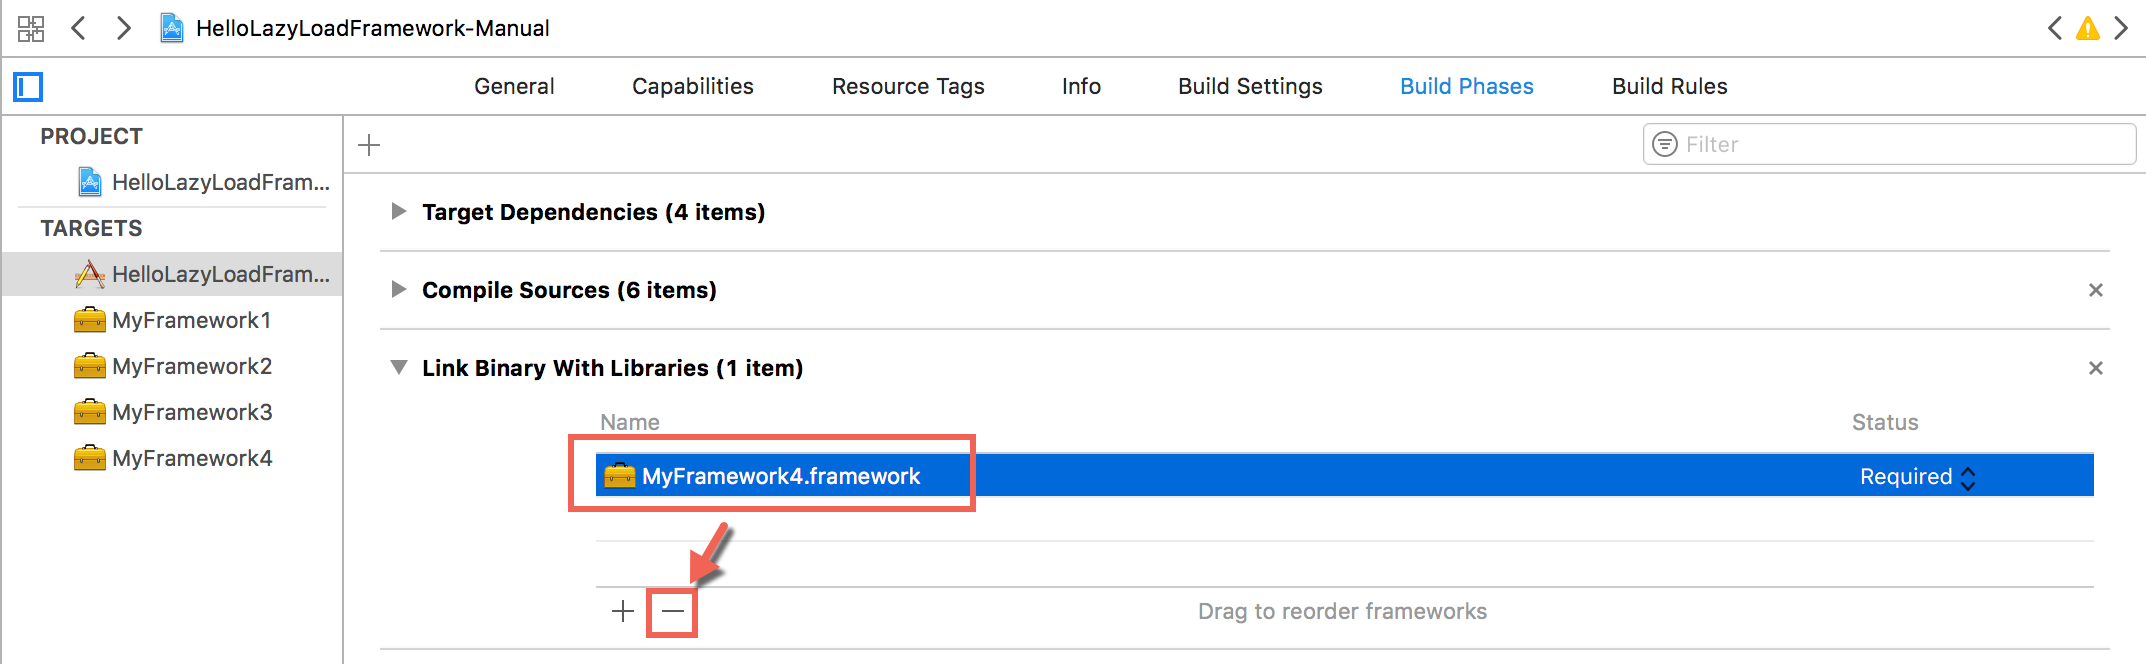 HelloLazyLoadFramework-Manual
General Capabilities Resource Tags Info Build Settings Build Phases Build Rules
PROJECT
HelloLazyLoadFram...
TARGETS
HelloLazyLoadFram...
MyFramework1
MyFramework2
MyFramework3
MyFramework4
Filter
Target Dependencies (4 items)
Compile Sources (6 items)
Link Binary With Libraries (1 item)
Name Status
MyFramework4.framework Required
Drag to reorder frameworks